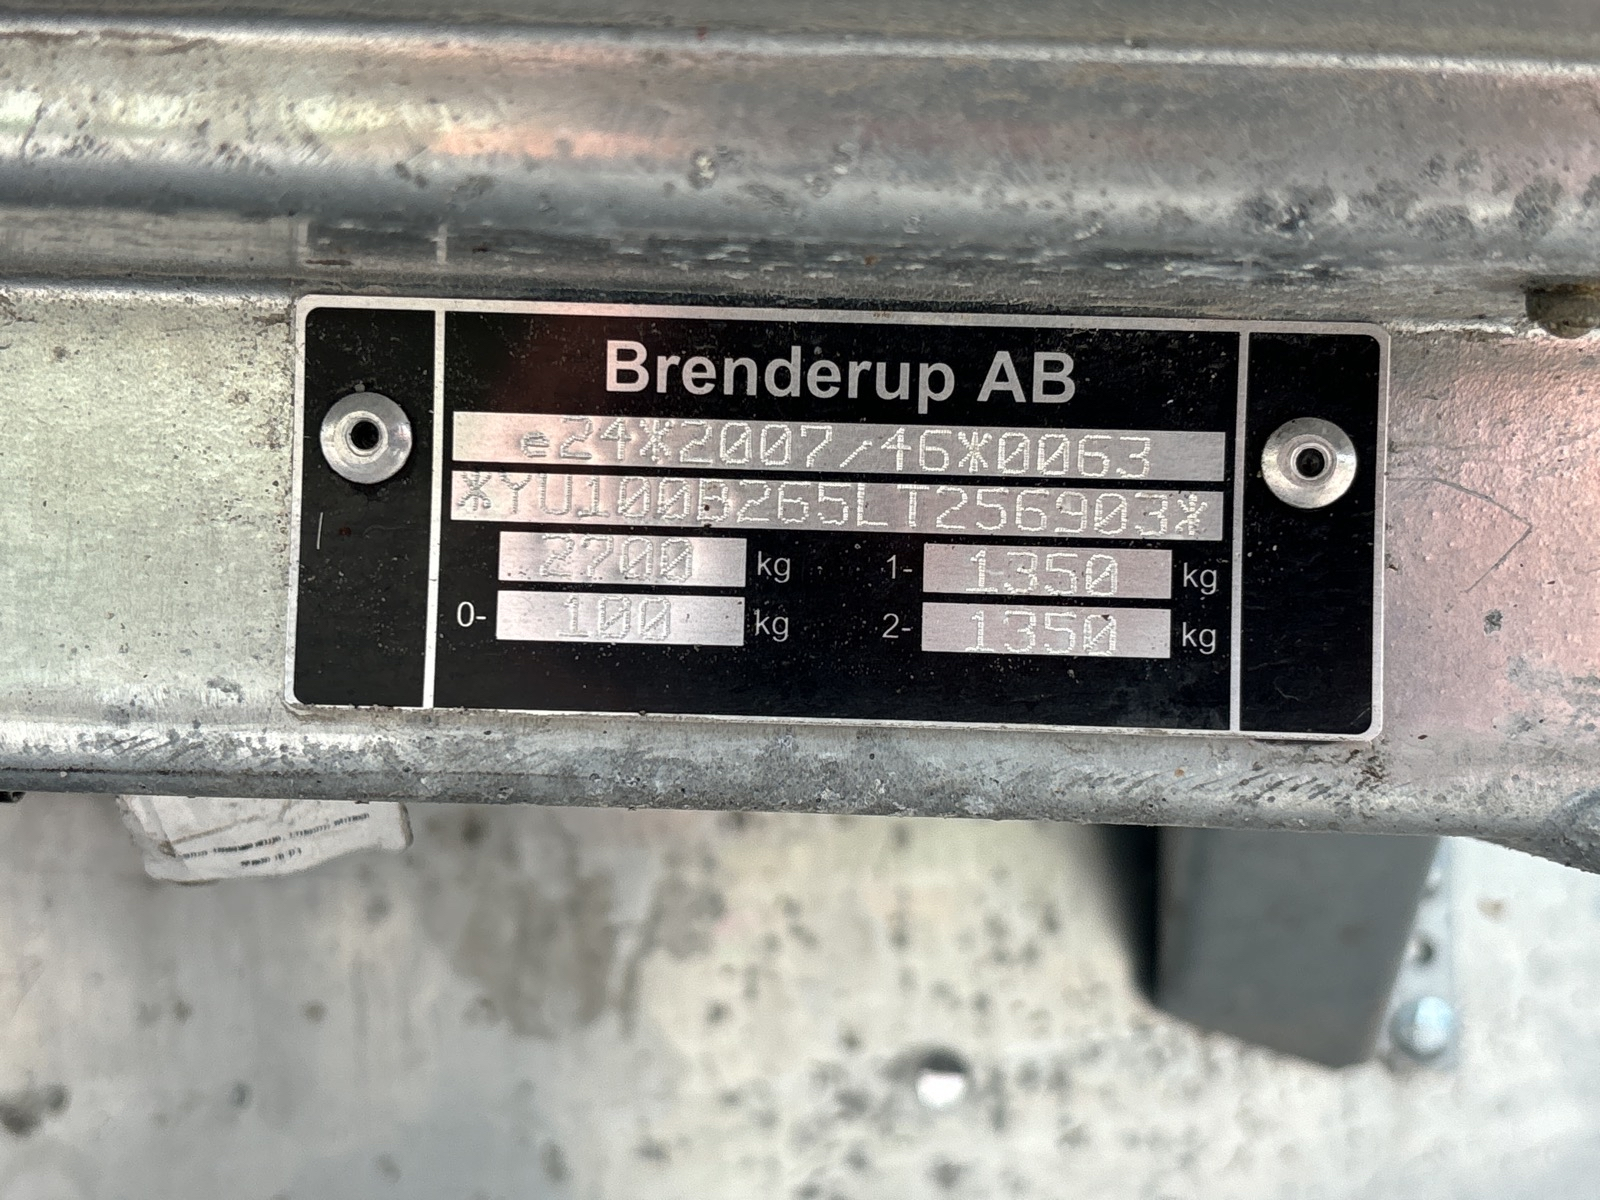 Brenderup AB
e24*2007/46*0063
*YU100B265LT256903*
2700 kg 1- 1350 kg
0- 100 kg 2- 1350 kg